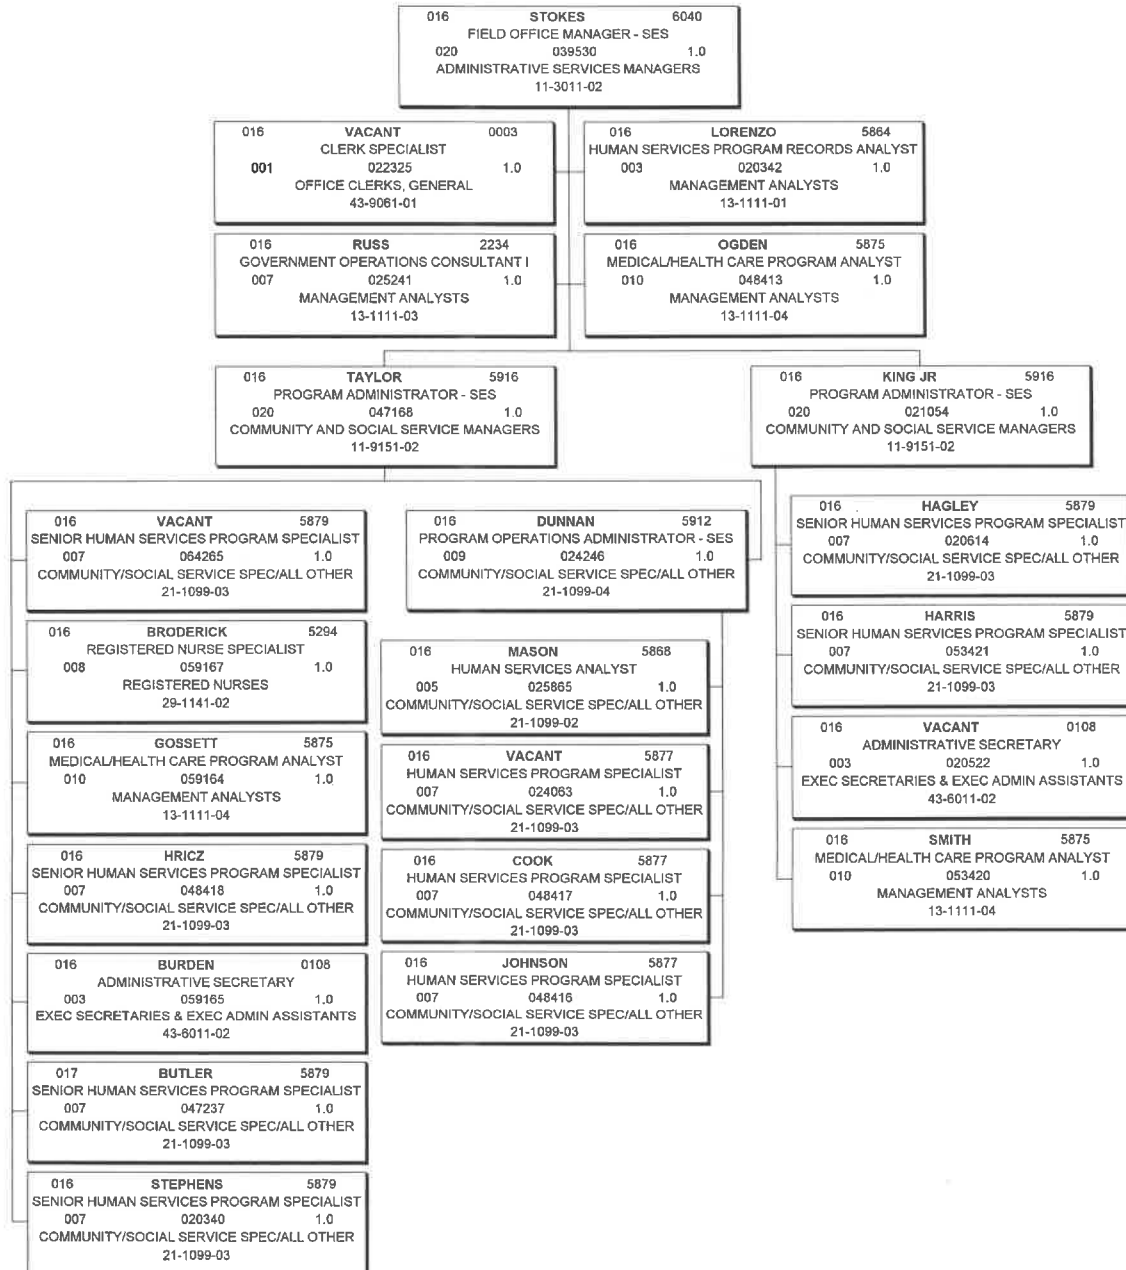 016 STOKES 6040
FIELD OFFICE MANAGER - SES
020 039530 1.0
ADMINISTRATIVE SERVICES MANAGERS
11-3011-02
016 VACANT 0003
CLERK SPECIALIST
001 022325 1.0
OFFICE CLERKS, GENERAL
43-9061-01
016 LORENZO 5864
HUMAN SERVICES PROGRAM RECORDS ANALYST
003 020342 1.0
MANAGEMENT ANALYSTS
13-1111-01
016 RUSS 2234
GOVERNMENT OPERATIONS CONSULTANT I
007 025241 1.0
MANAGEMENT ANALYSTS
13-1111-03
016 OGDEN 5875
MEDICAL/HEALTH CARE PROGRAM ANALYST
010 048413 1.0
MANAGEMENT ANALYSTS
13-1111-04
016 TAYLOR 5916
PROGRAM ADMINISTRATOR - SES
020 047168 1.0
COMMUNITY AND SOCIAL SERVICE MANAGERS
11-9151-02
016 KING JR 5916
PROGRAM ADMINISTRATOR - SES
020 021054 1.0
COMMUNITY AND SOCIAL SERVICE MANAGERS
11-9151-02
016 VACANT 5879
SENIOR HUMAN SERVICES PROGRAM SPECIALIST
007 064265 1.0
COMMUNITY/SOCIAL SERVICE SPEC/ALL OTHER
21-1099-03
016 BRODERICK 5294
REGISTERED NURSE SPECIALIST
008 059167 1.0
REGISTERED NURSES
29-1141-02
016 GOSSETT 5875
MEDICAL/HEALTH CARE PROGRAM ANALYST
010 059164 1.0
MANAGEMENT ANALYSTS
13-1111-04
016 HRICZ 5879
SENIOR HUMAN SERVICES PROGRAM SPECIALIST
007 048418 1.0
COMMUNITY/SOCIAL SERVICE SPEC/ALL OTHER
21-1099-03
016 BURDEN 0108
ADMINISTRATIVE SECRETARY
003 059165 1.0
EXEC SECRETARIES & EXEC ADMIN ASSISTANTS
43-6011-02
017 BUTLER 5879
SENIOR HUMAN SERVICES PROGRAM SPECIALIST
007 047237 1.0
COMMUNITY/SOCIAL SERVICE SPEC/ALL OTHER
21-1099-03
016 STEPHENS 5879
SENIOR HUMAN SERVICES PROGRAM SPECIALIST
007 020340 1.0
COMMUNITY/SOCIAL SERVICE SPEC/ALL OTHER
21-1099-03
016 DUNNAN 5912
PROGRAM OPERATIONS ADMINISTRATOR - SES
009 024246 1.0
COMMUNITY/SOCIAL SERVICE SPEC/ALL OTHER
21-1099-04
016 MASON 5868
HUMAN SERVICES ANALYST
005 025865 1.0
COMMUNITY/SOCIAL SERVICE SPEC/ALL OTHER
21-1099-02
016 VACANT 5877
HUMAN SERVICES PROGRAM SPECIALIST
007 024063 1.0
COMMUNITY/SOCIAL SERVICE SPEC/ALL OTHER
21-1099-03
016 COOK 5877
HUMAN SERVICES PROGRAM SPECIALIST
007 048417 1.0
COMMUNITY/SOCIAL SERVICE SPEC/ALL OTHER
21-1099-03
016 JOHNSON 5877
HUMAN SERVICES PROGRAM SPECIALIST
007 048416 1.0
COMMUNITY/SOCIAL SERVICE SPEC/ALL OTHER
21-1099-03
016 HAGLEY 5879
SENIOR HUMAN SERVICES PROGRAM SPECIALIST
007 020614 1.0
COMMUNITY/SOCIAL SERVICE SPEC/ALL OTHER
21-1099-03
016 HARRIS 5879
SENIOR HUMAN SERVICES PROGRAM SPECIALIST
007 053421 1.0
COMMUNITY/SOCIAL SERVICE SPEC/ALL OTHER
21-1099-03
016 VACANT 0108
ADMINISTRATIVE SECRETARY
003 020522 1.0
EXEC SECRETARIES & EXEC ADMIN ASSISTANTS
43-6011-02
016 SMITH 5875
MEDICAL/HEALTH CARE PROGRAM ANALYST
010 053420 1.0
MANAGEMENT ANALYSTS
13-1111-04